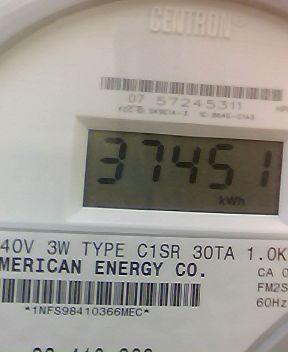 CENTRON®
07 57245311
37451
kWh
40V 3W TYPE C1SR 30TA 1.0K
MERICAN ENERGY CO.
CA 0
FM2S
60Hz
*1NFS98410366MEC*